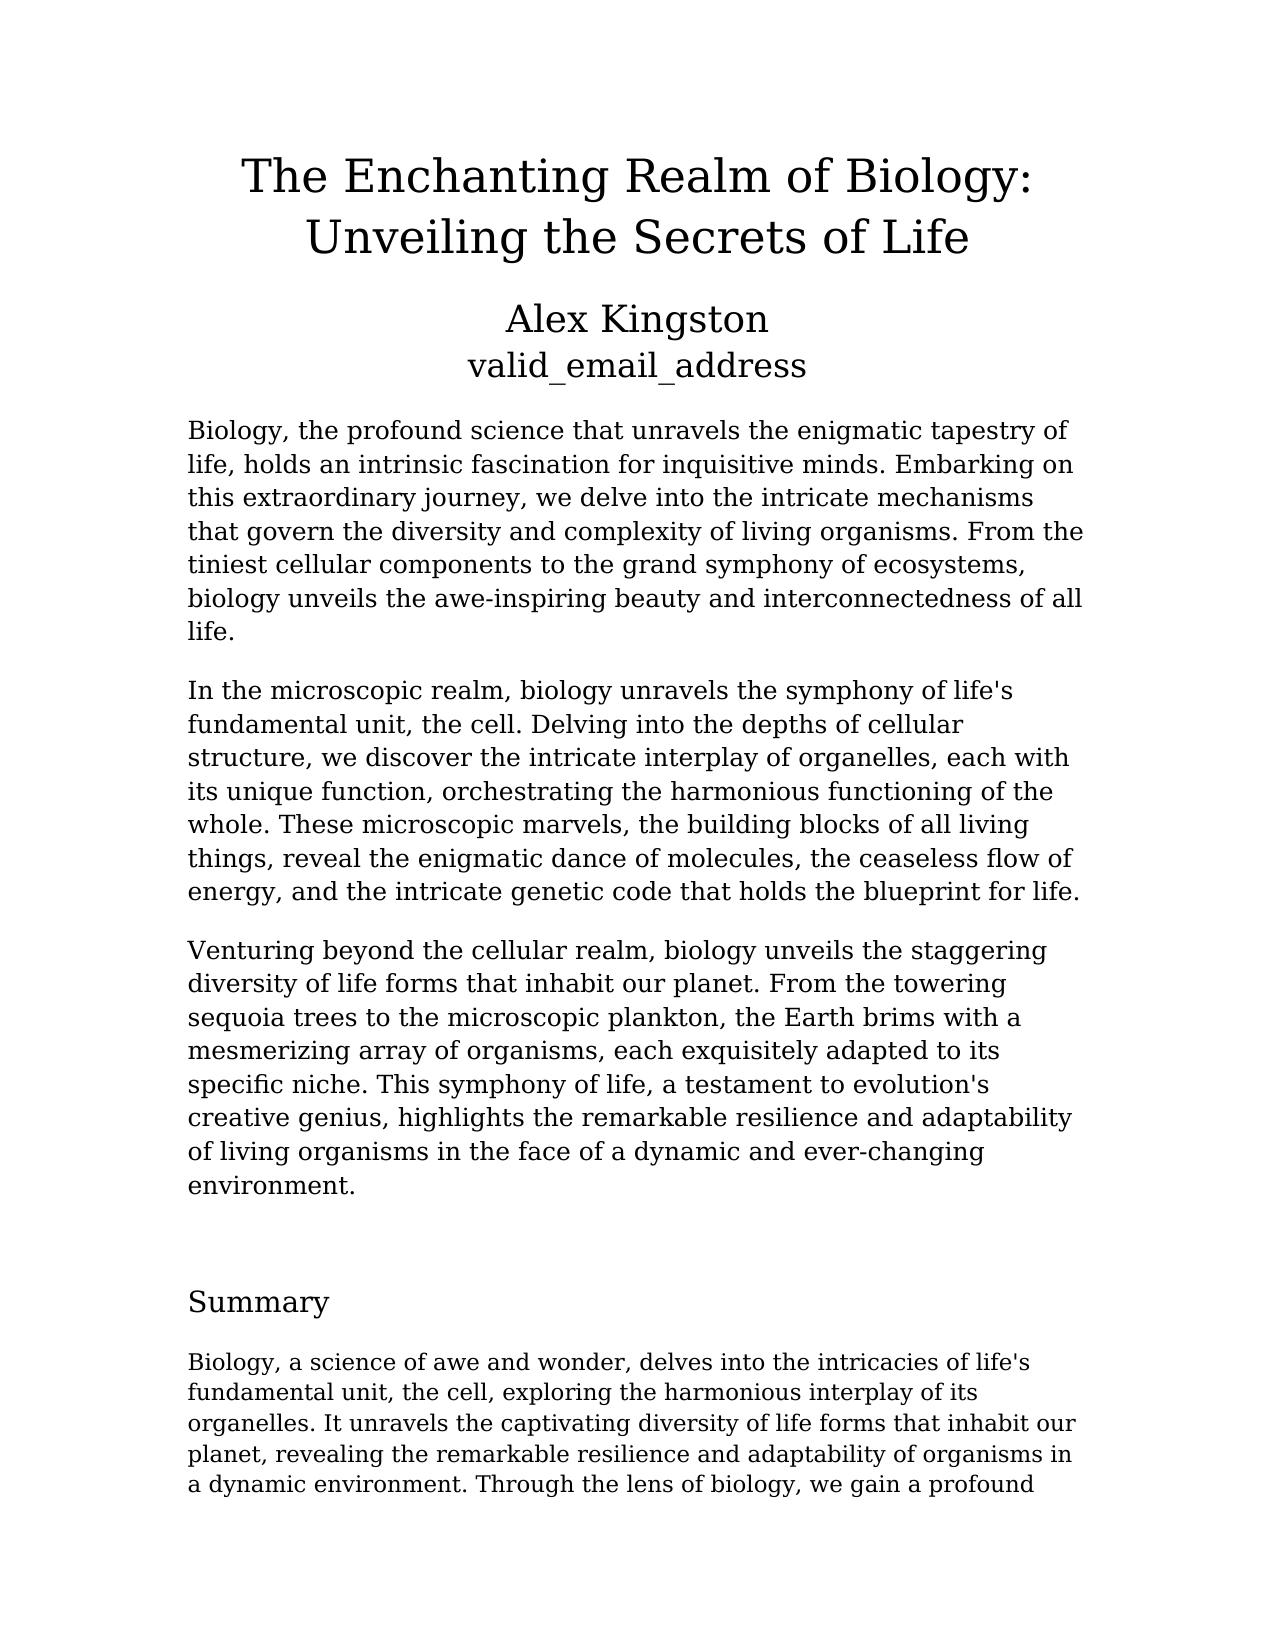 The Enchanting Realm of Biology:
Unveiling the Secrets of Life
Alex Kingston
valid_email_address
Biology, the profound science that unravels the enigmatic tapestry of
life, holds an intrinsic fascination for inquisitive minds. Embarking on
this extraordinary journey, we delve into the intricate mechanisms
that govern the diversity and complexity of living organisms. From the
tiniest cellular components to the grand symphony of ecosystems,
biology unveils the awe-inspiring beauty and interconnectedness of all
life.
In the microscopic realm, biology unravels the symphony of life's
fundamental unit, the cell. Delving into the depths of cellular
structure, we discover the intricate interplay of organelles, each with
its unique function, orchestrating the harmonious functioning of the
whole. These microscopic marvels, the building blocks of all living
things, reveal the enigmatic dance of molecules, the ceaseless flow of
energy, and the intricate genetic code that holds the blueprint for life.
Venturing beyond the cellular realm, biology unveils the staggering
diversity of life forms that inhabit our planet. From the towering
sequoia trees to the microscopic plankton, the Earth brims with a
mesmerizing array of organisms, each exquisitely adapted to its
specific niche. This symphony of life, a testament to evolution's
creative genius, highlights the remarkable resilience and adaptability
of living organisms in the face of a dynamic and ever-changing
environment.
Summary
Biology, a science of awe and wonder, delves into the intricacies of life's
fundamental unit, the cell, exploring the harmonious interplay of its
organelles. It unravels the captivating diversity of life forms that inhabit our
planet, revealing the remarkable resilience and adaptability of organisms in
a dynamic environment. Through the lens of biology, we gain a profound